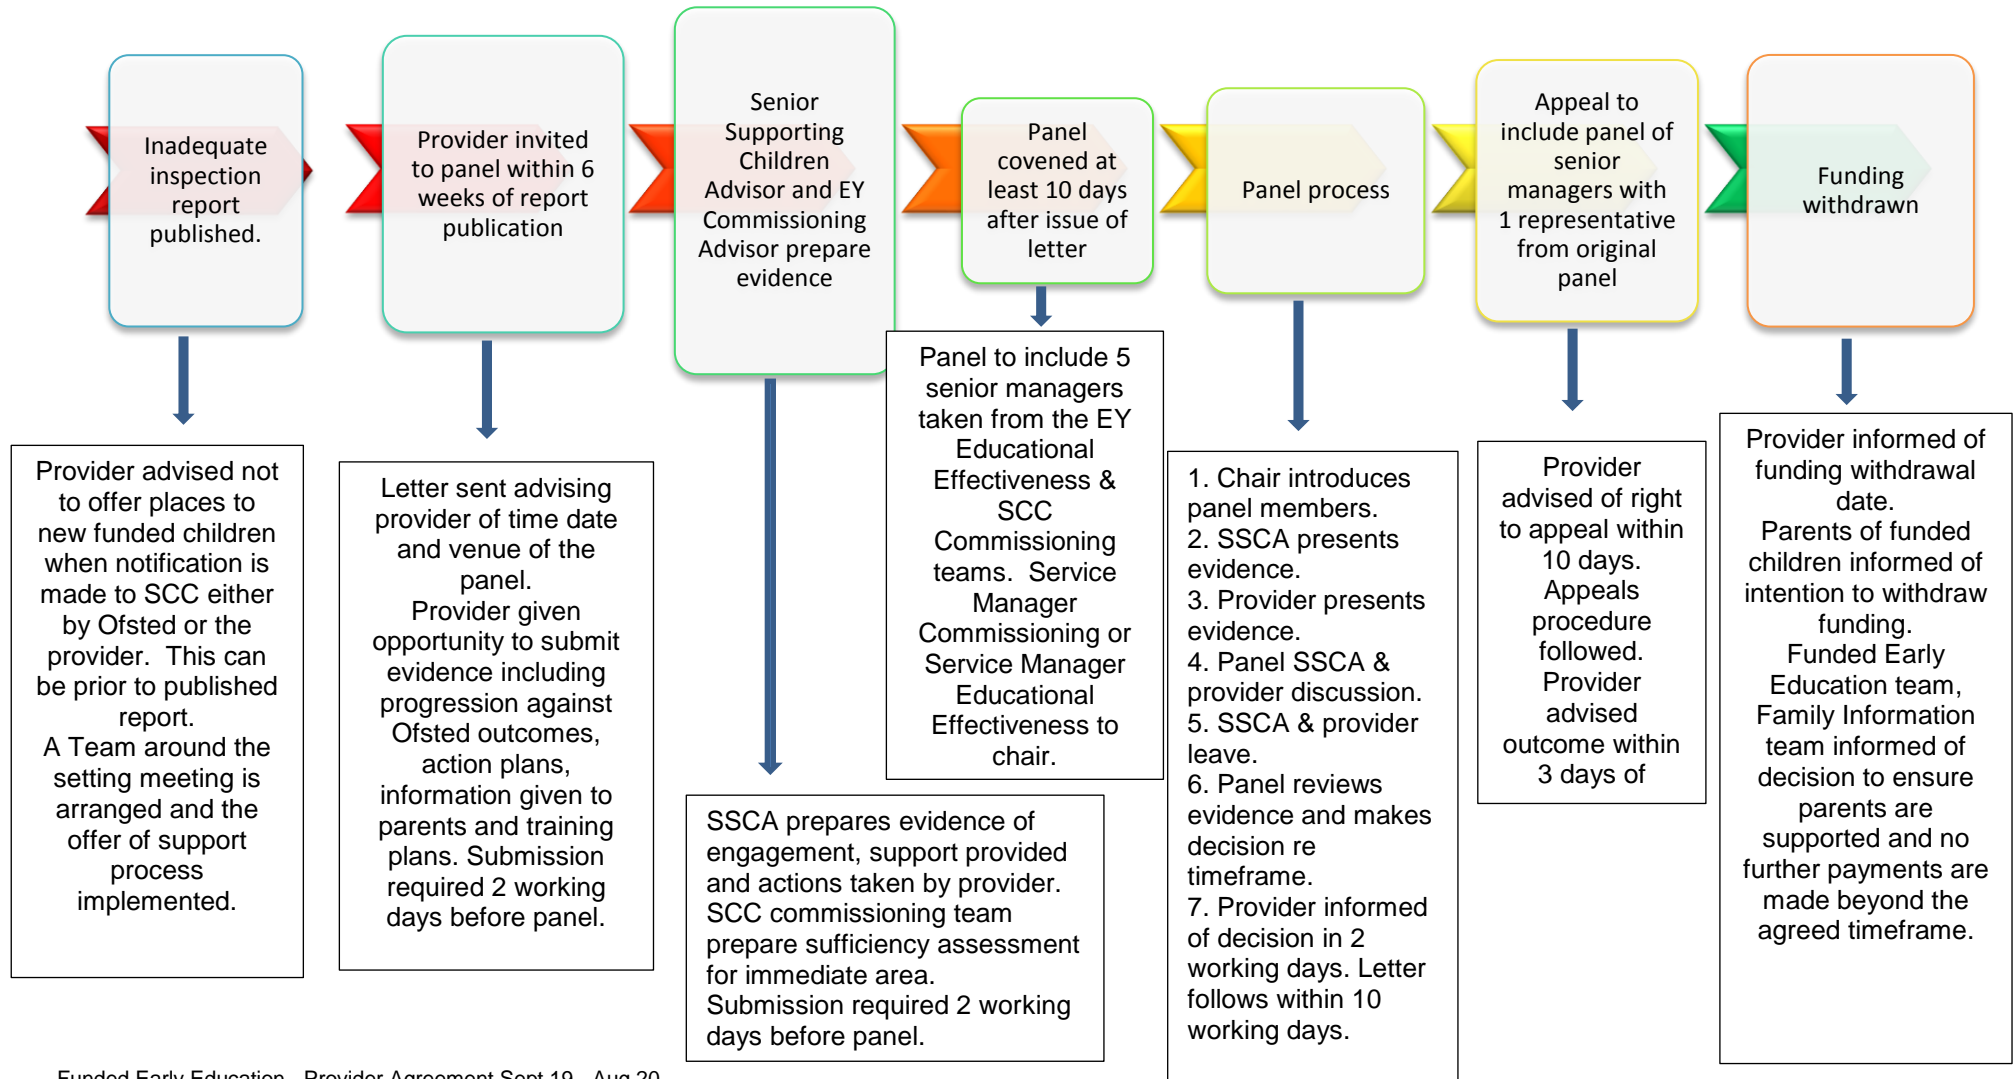 Inadequate
inspection
report
published.
Provider invited
to panel within 6
weeks of report
publication
Senior
Supporting
Children
Advisor and EY
Commissioning
Advisor prepare
evidence
Panel
covened at
least 10 days
after issue of
letter
Panel process
Appeal to
include panel of
senior
managers with
1 representative
from original
panel
Funding
withdrawn
Provider advised not
to offer places to
new funded children
when notification is
made to SCC either
by Ofsted or the
provider.  This can
be prior to published
report.
A Team around the
setting meeting is
arranged and the
offer of support
process
implemented.
Letter sent advising
provider of time date
and venue of the
panel.
Provider given
opportunity to submit
evidence including
progression against
Ofsted outcomes,
action plans,
information given to
parents and training
plans. Submission
required 2 working
days before panel.
SSCA prepares evidence of
engagement, support provided
and actions taken by provider.
SCC commissioning team
prepare sufficiency assessment
for immediate area.
Submission required 2 working
days before panel.
Panel to include 5
senior managers
taken from the EY
Educational
Effectiveness &
SCC
Commissioning
teams.  Service
Manager
Commissioning or
Service Manager
Educational
Effectiveness to
chair.
1. Chair introduces
panel members.
2. SSCA presents
evidence.
3. Provider presents
evidence.
4. Panel SSCA &
provider discussion.
5. SSCA & provider
leave.
6. Panel reviews
evidence and makes
decision re
timeframe.
7. Provider informed
of decision in 2
working days. Letter
follows within 10
working days.
Provider
advised of right
to appeal within
10 days.
Appeals
procedure
followed.
Provider
advised
outcome within
3 days of
Provider informed of
funding withdrawal
date.
Parents of funded
children informed of
intention to withdraw
funding.
Funded Early
Education team,
Family Information
team informed of
decision to ensure
parents are
supported and no
further payments are
made beyond the
agreed timeframe.
Funded Early Education - Provider Agreement Sept 19 - Aug 20